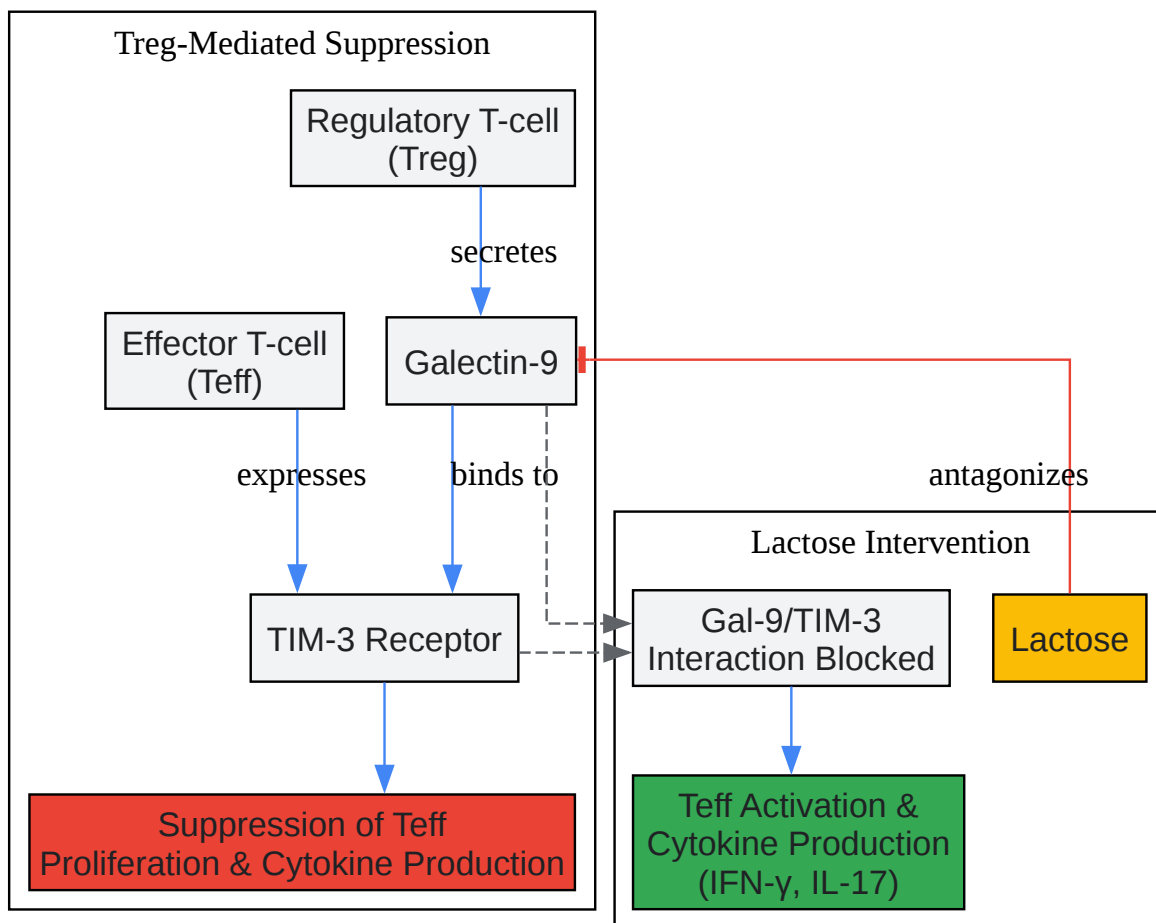 Treg-Mediated Suppression
Regulatory T-cell
(Treg)
secretes
Effector T-cell
(Teff)
Galectin-9
expresses
binds to
antagonizes
Lactose Intervention
TIM-3 Receptor
Gal-9/TIM-3
Interaction Blocked
Lactose
Suppression of Teff
Proliferation & Cytokine Production
Teff Activation &
Cytokine Production
(IFN-γ, IL-17)